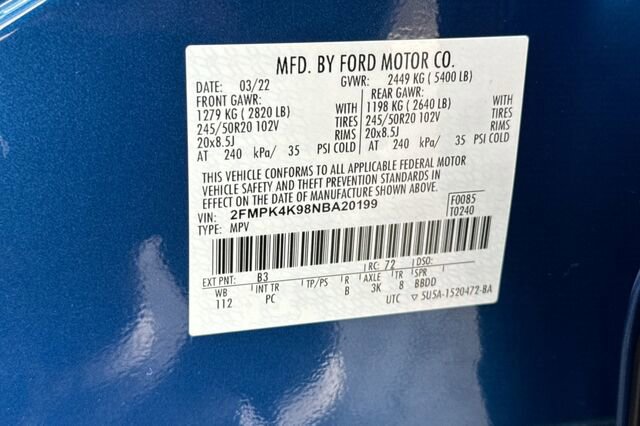 MFD. BY FORD MOTOR CO.
DATE: 03/22 GVWR: 2449 KG ( 5400 LB)
FRONT GAWR: REAR GAWR:
1279 KG ( 2820 LB) WITH 1198 KG ( 2640 LB) WITH
245/50R20 102V TIRES 245/50R20 102V TIRES
20x8.5J RIMS 20x8.5J RIMS
AT 240 kPa/ 35 PSI COLD AT 240 kPa/ 35 PSI COLD
THIS VEHICLE CONFORMS TO ALL APPLICABLE FEDERAL MOTOR
VEHICLE SAFETY AND THEFT PREVENTION STANDARDS IN
EFFECT ON THE DATE OF MANUFACTURE SHOWN ABOVE.
VIN: 2FMPK4K98NBA20199 F0085
TYPE: MPV T0240
EXT PNT: B3 RC: 72 DSO:
WB INT TR TP/PS R AXLE TR SPR
112 PC B 3K 8 BBDD
UTC ▽ 5U5A-1520472-BA